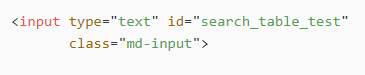 <input type="text" id="search_table_test"
class="md-input">